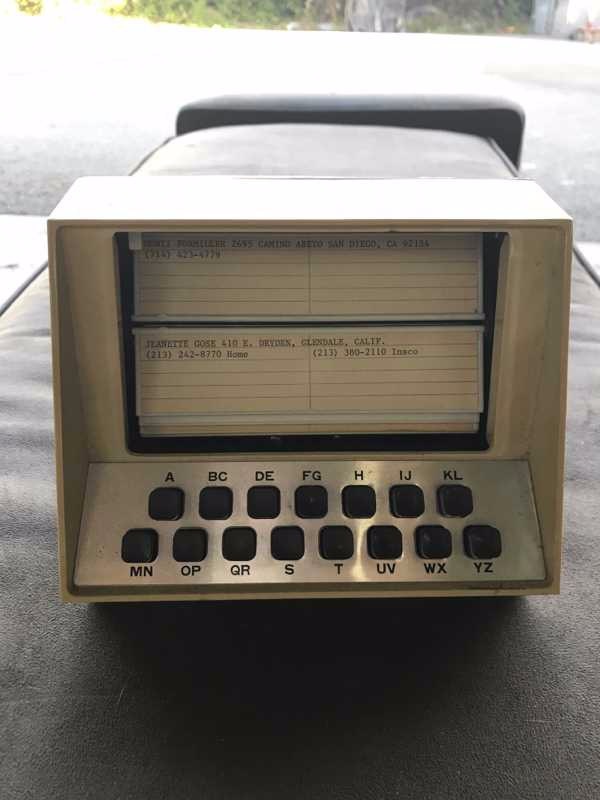 FORMILLER 2695 CAMINO ABETO SAN DIEGO, CA 92154
(714) 423-4779
JEANETTE GOSE 410 E. DRYDEN, GLENDALE, CALIF.
(213) 242-8770 Home (213) 380-2110 Insco
A BC DE FG H IJ KL
MN OP QR S T UV WX YZ